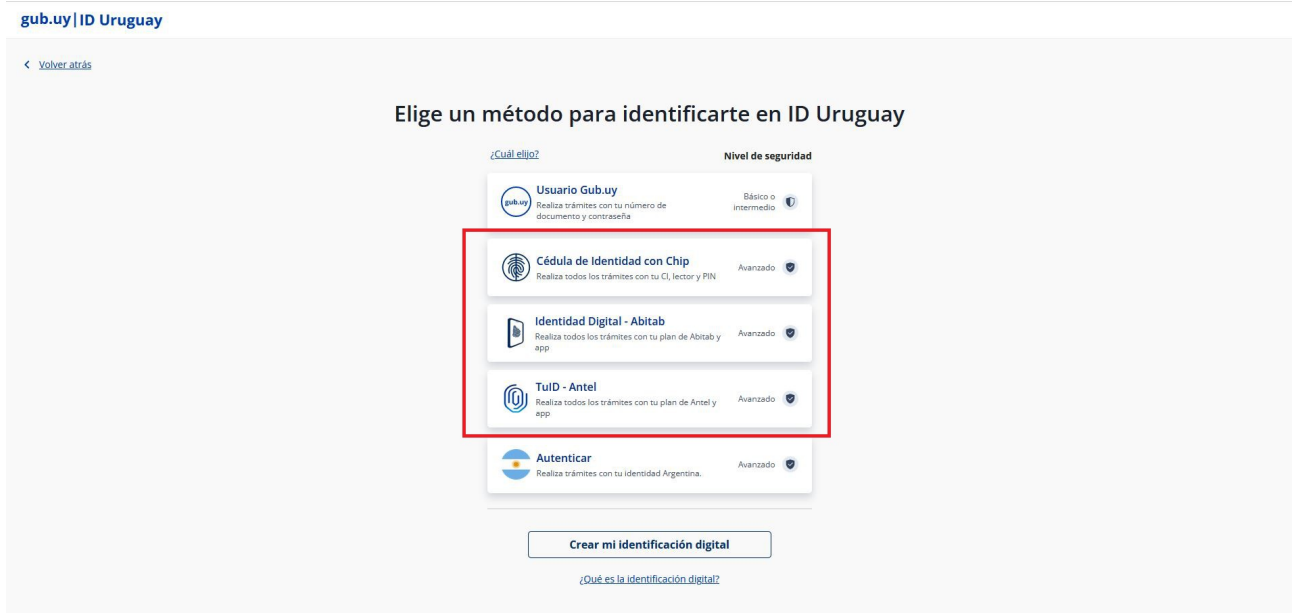 gub.uy|ID Uruguay
Volver atrás
Elige un método para identificarte en ID Uruguay
¿Cuál elijo?
Nivel de seguridad
gub.uy
Usuario Gub.uy
Realiza trámites con tu número de
documento y contraseña
Básico o
intermedio
Cédula de Identidad con Chip
Realiza todos los trámites con tu CI, lector y PIN
Avanzado
Identidad Digital - Abitab
Realiza todos los trámites con tu plan de Abitab y
app
Avanzado
TuID - Antel
Realiza todos los trámites con tu plan de Antel y
app
Avanzado
Autenticar
Realiza trámites con tu identidad Argentina.
Avanzado
Crear mi identificación digital
¿Qué es la identificación digital?